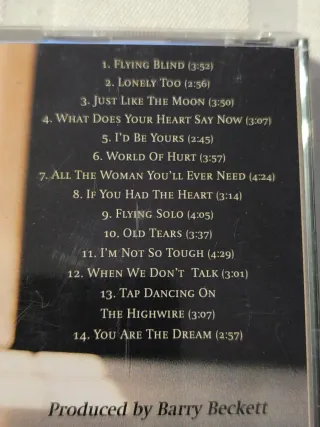 1. Flying Blind (3:52)
2. Lonely Too (2:56)
3. Just Like The Moon (3:50)
4. What Does Your Heart Say Now (3:07)
5. I'd Be Yours (2:45)
6. World Of Hurt (3:57)
7. All The Woman You'll Ever Need (4:24)
8. If You Had The Heart (3:14)
9. Flying Solo (4:05)
10. Old Tears (3:37)
11. I'm Not So Tough (4:29)
12. When We Don't Talk (3:01)
13. Tap Dancing On
The Highwire (3:07)
14. You Are The Dream (2:57)
Produced by Barry Beckett